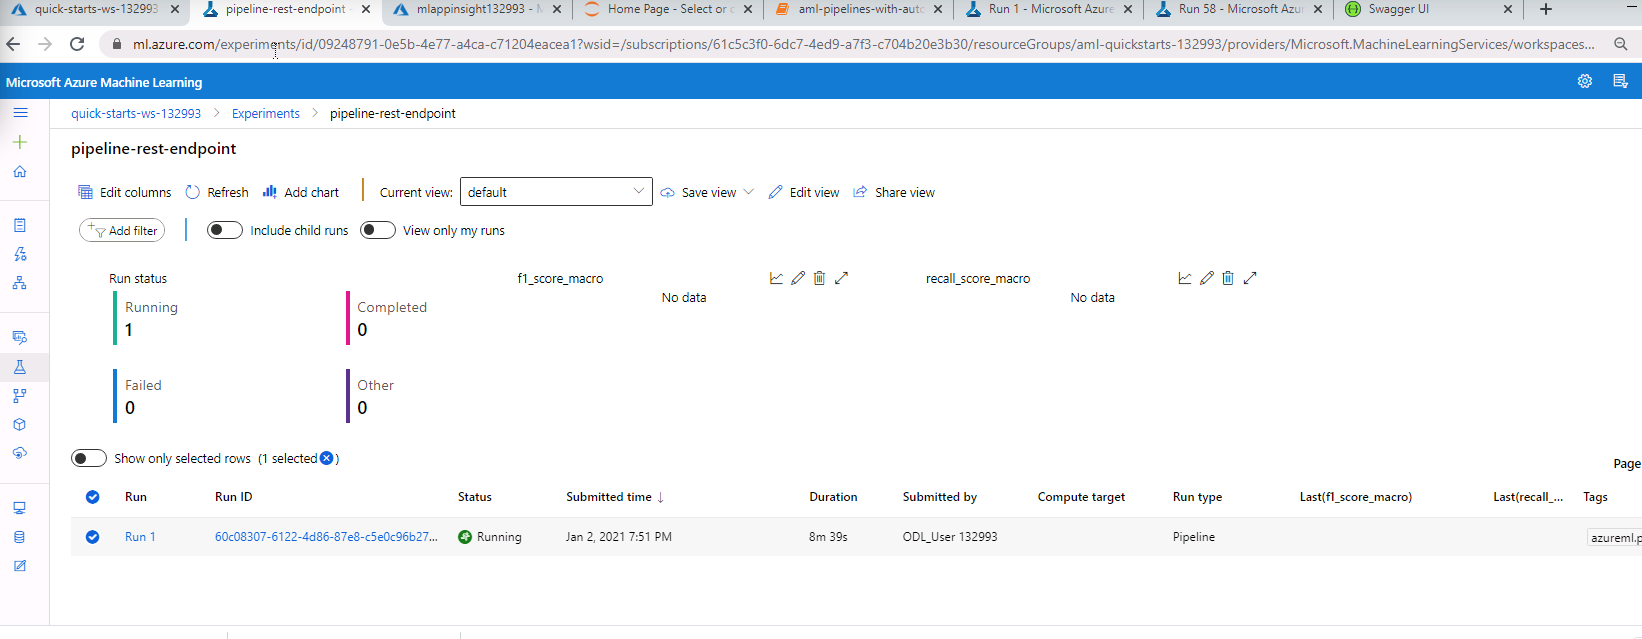 quick-starts-ws-132993
pipeline-rest-endpoint -
mlappinsight132993 - M
Home Page - Select or c
aml-pipelines-with-auto
Run 1 - Microsoft Azure
Run 58 - Microsoft Azur
Swagger UI
ml.azure.com/experiments/id/09248791-0e5b-4e77-a4ca-c71204eacea1?wsid=/subscriptions/61c5c3f0-6dc7-4ed9-a7f3-c704b20e3b30/resourceGroups/aml-quickstarts-132993/providers/Microsoft.MachineLearningServices/workspaces...
Microsoft Azure Machine Learning
quick-starts-ws-132993 > Experiments > pipeline-rest-endpoint
pipeline-rest-endpoint
Edit columns Refresh Add chart Current view: default Save view Edit view Share view
Add filter Include child runs View only my runs
Run status f1_score_macro recall_score_macro
No data No data
Running Completed
1 0
Failed Other
0 0
Show only selected rows (1 selected )
Page
Run Run ID Status Submitted time ↓ Duration Submitted by Compute target Run type Last(f1_score_macro) Last(recall_... Tags
Run 1 60c08307-6122-4d86-87e8-c5e0c96b27... Running Jan 2, 2021 7:51 PM 8m 39s ODL_User 132993 Pipeline azureml.p